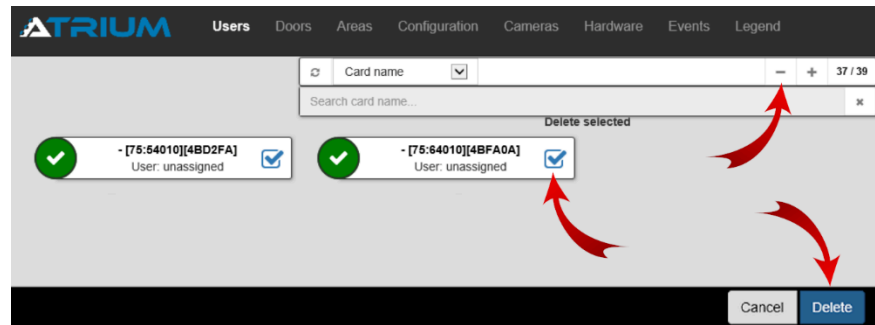 ATRIUM Users Doors Areas Configuration Cameras Hardware Events Legend
Card name − + 37 / 39
Search card name... ×
Delete selected
- [75:54010][4BD2FA]
User: unassigned
- [75:64010][4BFA0A]
User: unassigned
Cancel Delete